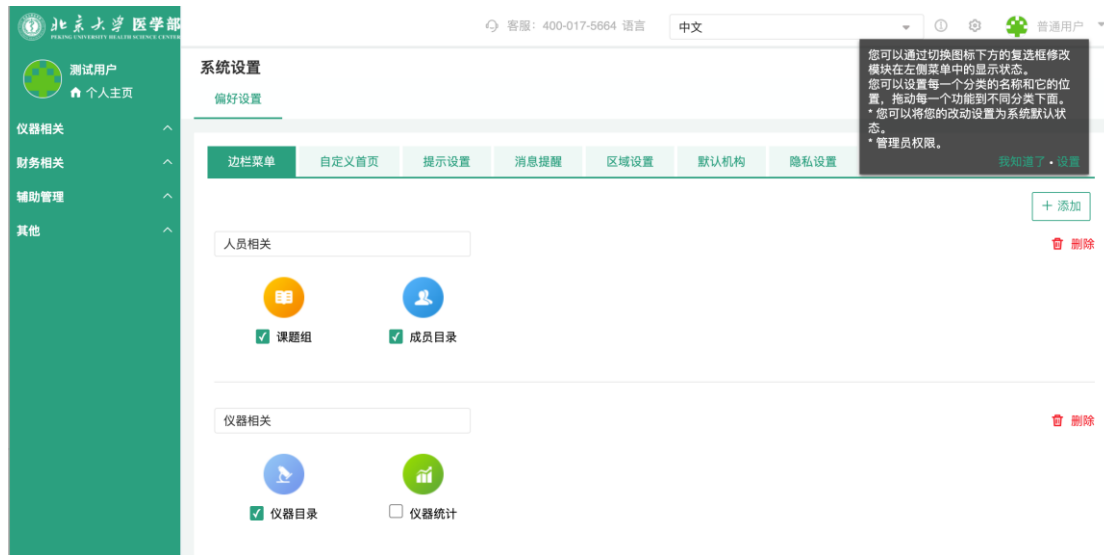 北京大学医学部
PEKING UNIVERSITY HEALTH SCIENCE CENTER
客服：400-017-5664 语言
中文
普通用户
测试用户
个人主页
仪器相关
财务相关
辅助管理
其他
系统设置
偏好设置
您可以通过切换图标下方的复选框修改
模块在左侧菜单中的显示状态。
您可以设置每一个分类的名称和它的位
置，拖动每一个功能到不同分类下面。
* 您可以将您的改动设置为系统默认状
态。
* 管理员权限。
我知道了 • 设置
边栏菜单
自定义首页
提示设置
消息提醒
区域设置
默认机构
隐私设置
添加
人员相关
删除
课题组
成员目录
仪器相关
删除
仪器目录
仪器统计